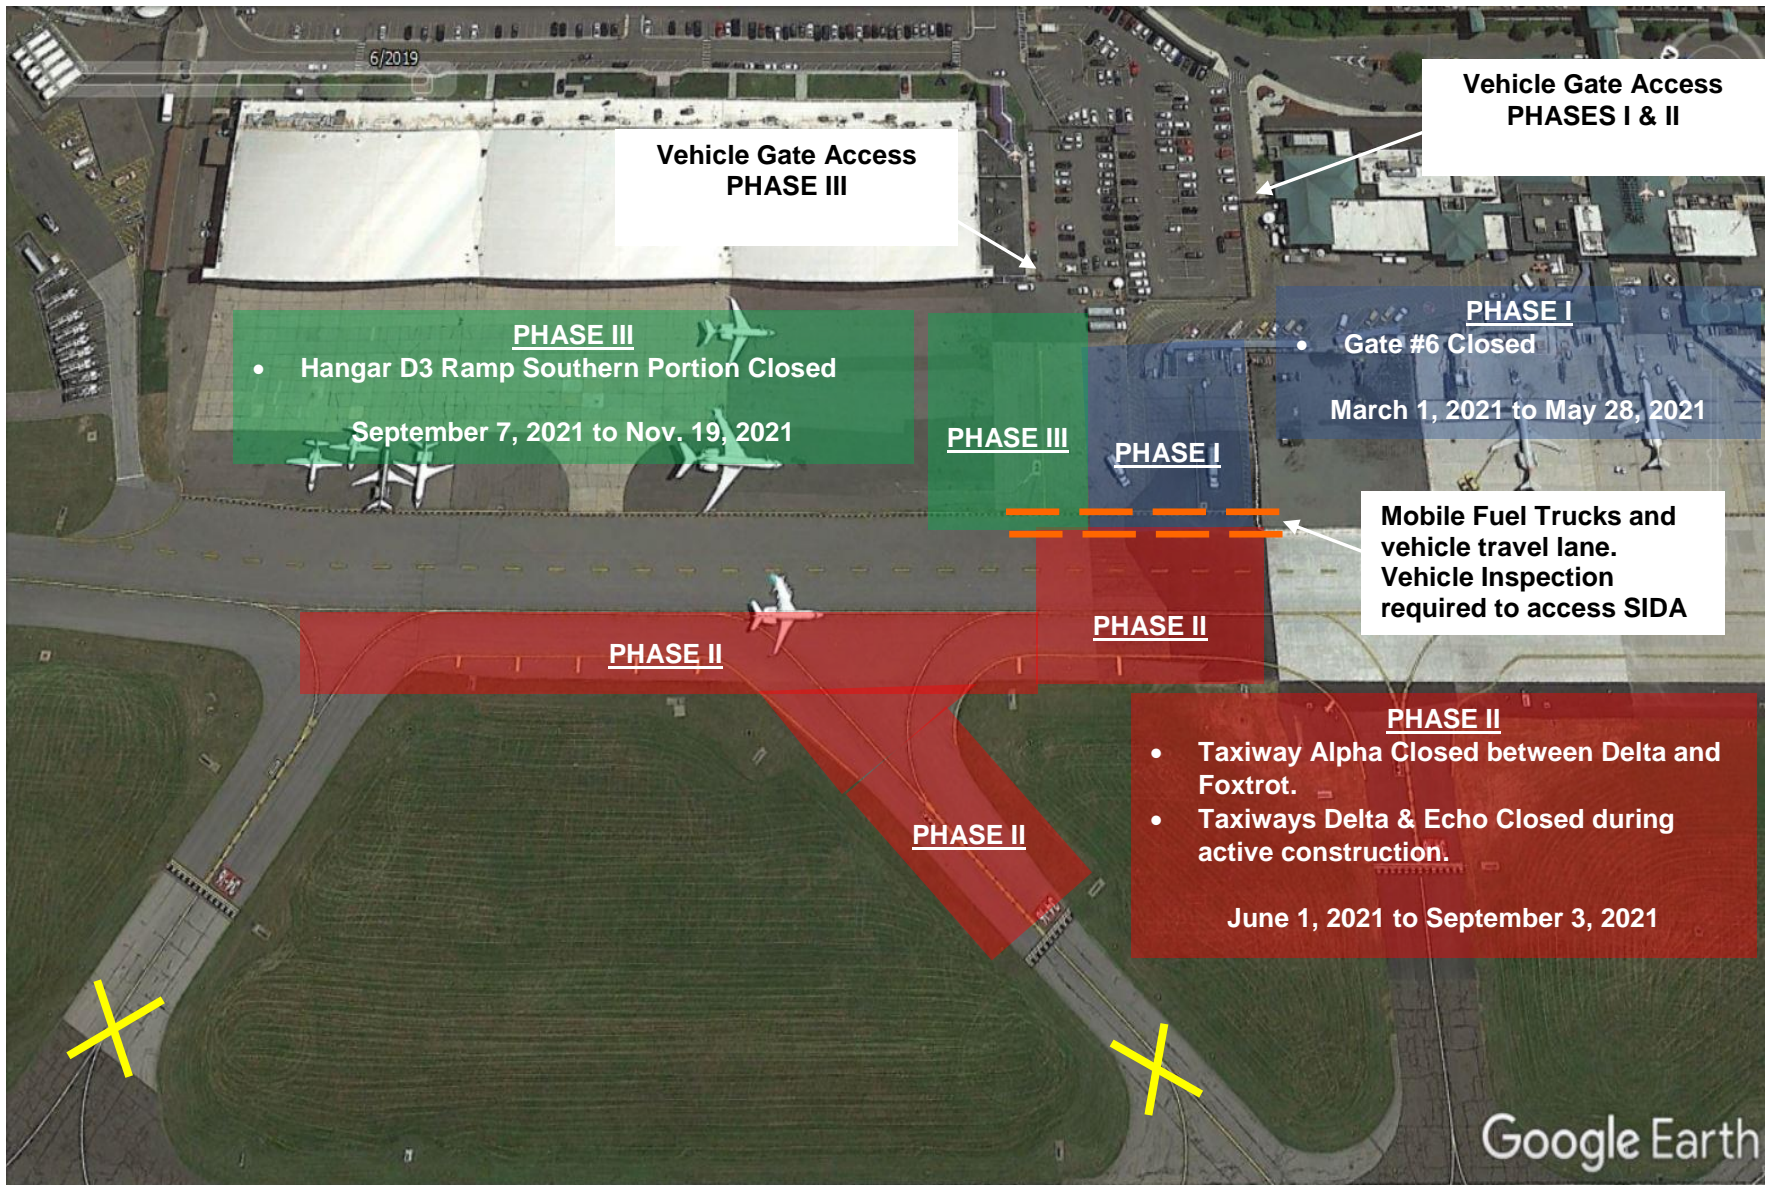 6/2019
Vehicle Gate Access
PHASES I & II
Vehicle Gate Access
PHASE III
PHASE III
• Hangar D3 Ramp Southern Portion Closed
September 7, 2021 to Nov. 19, 2021
PHASE I
• Gate #6 Closed
March 1, 2021 to May 28, 2021
PHASE III
PHASE I
Mobile Fuel Trucks and
vehicle travel lane.
Vehicle Inspection
required to access SIDA
PHASE II
PHASE II
PHASE II
• Taxiway Alpha Closed between Delta and
Foxtrot.
• Taxiways Delta & Echo Closed during
active construction.
June 1, 2021 to September 3, 2021
PHASE II
Google Earth